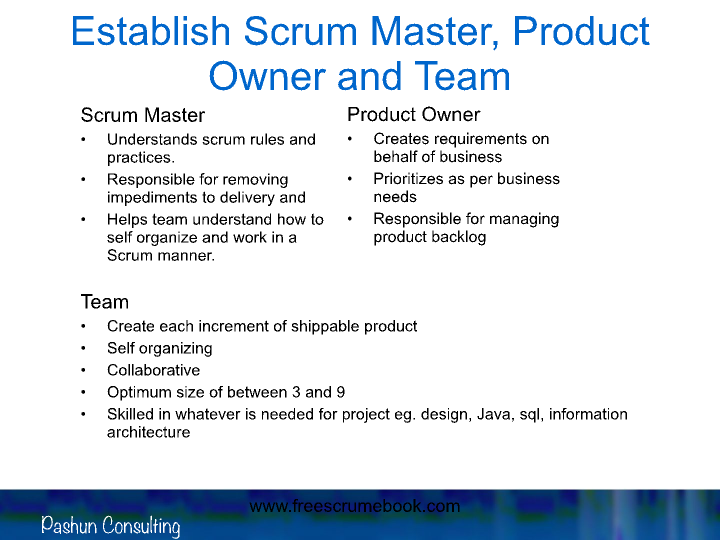 Establish Scrum Master, Product
Owner and Team
Scrum Master
• Understands scrum rules and
practices.
• Responsible for removing
impediments to delivery and
• Helps team understand how to
self organize and work in a
Scrum manner.
Product Owner
• Creates requirements on
behalf of business
• Prioritizes as per business
needs
• Responsible for managing
product backlog
Team
• Create each increment of shippable product
• Self organizing
• Collaborative
• Optimum size of between 3 and 9
• Skilled in whatever is needed for project eg. design, Java, sql, information
architecture
www.freescrumebook.com
Pashun Consulting